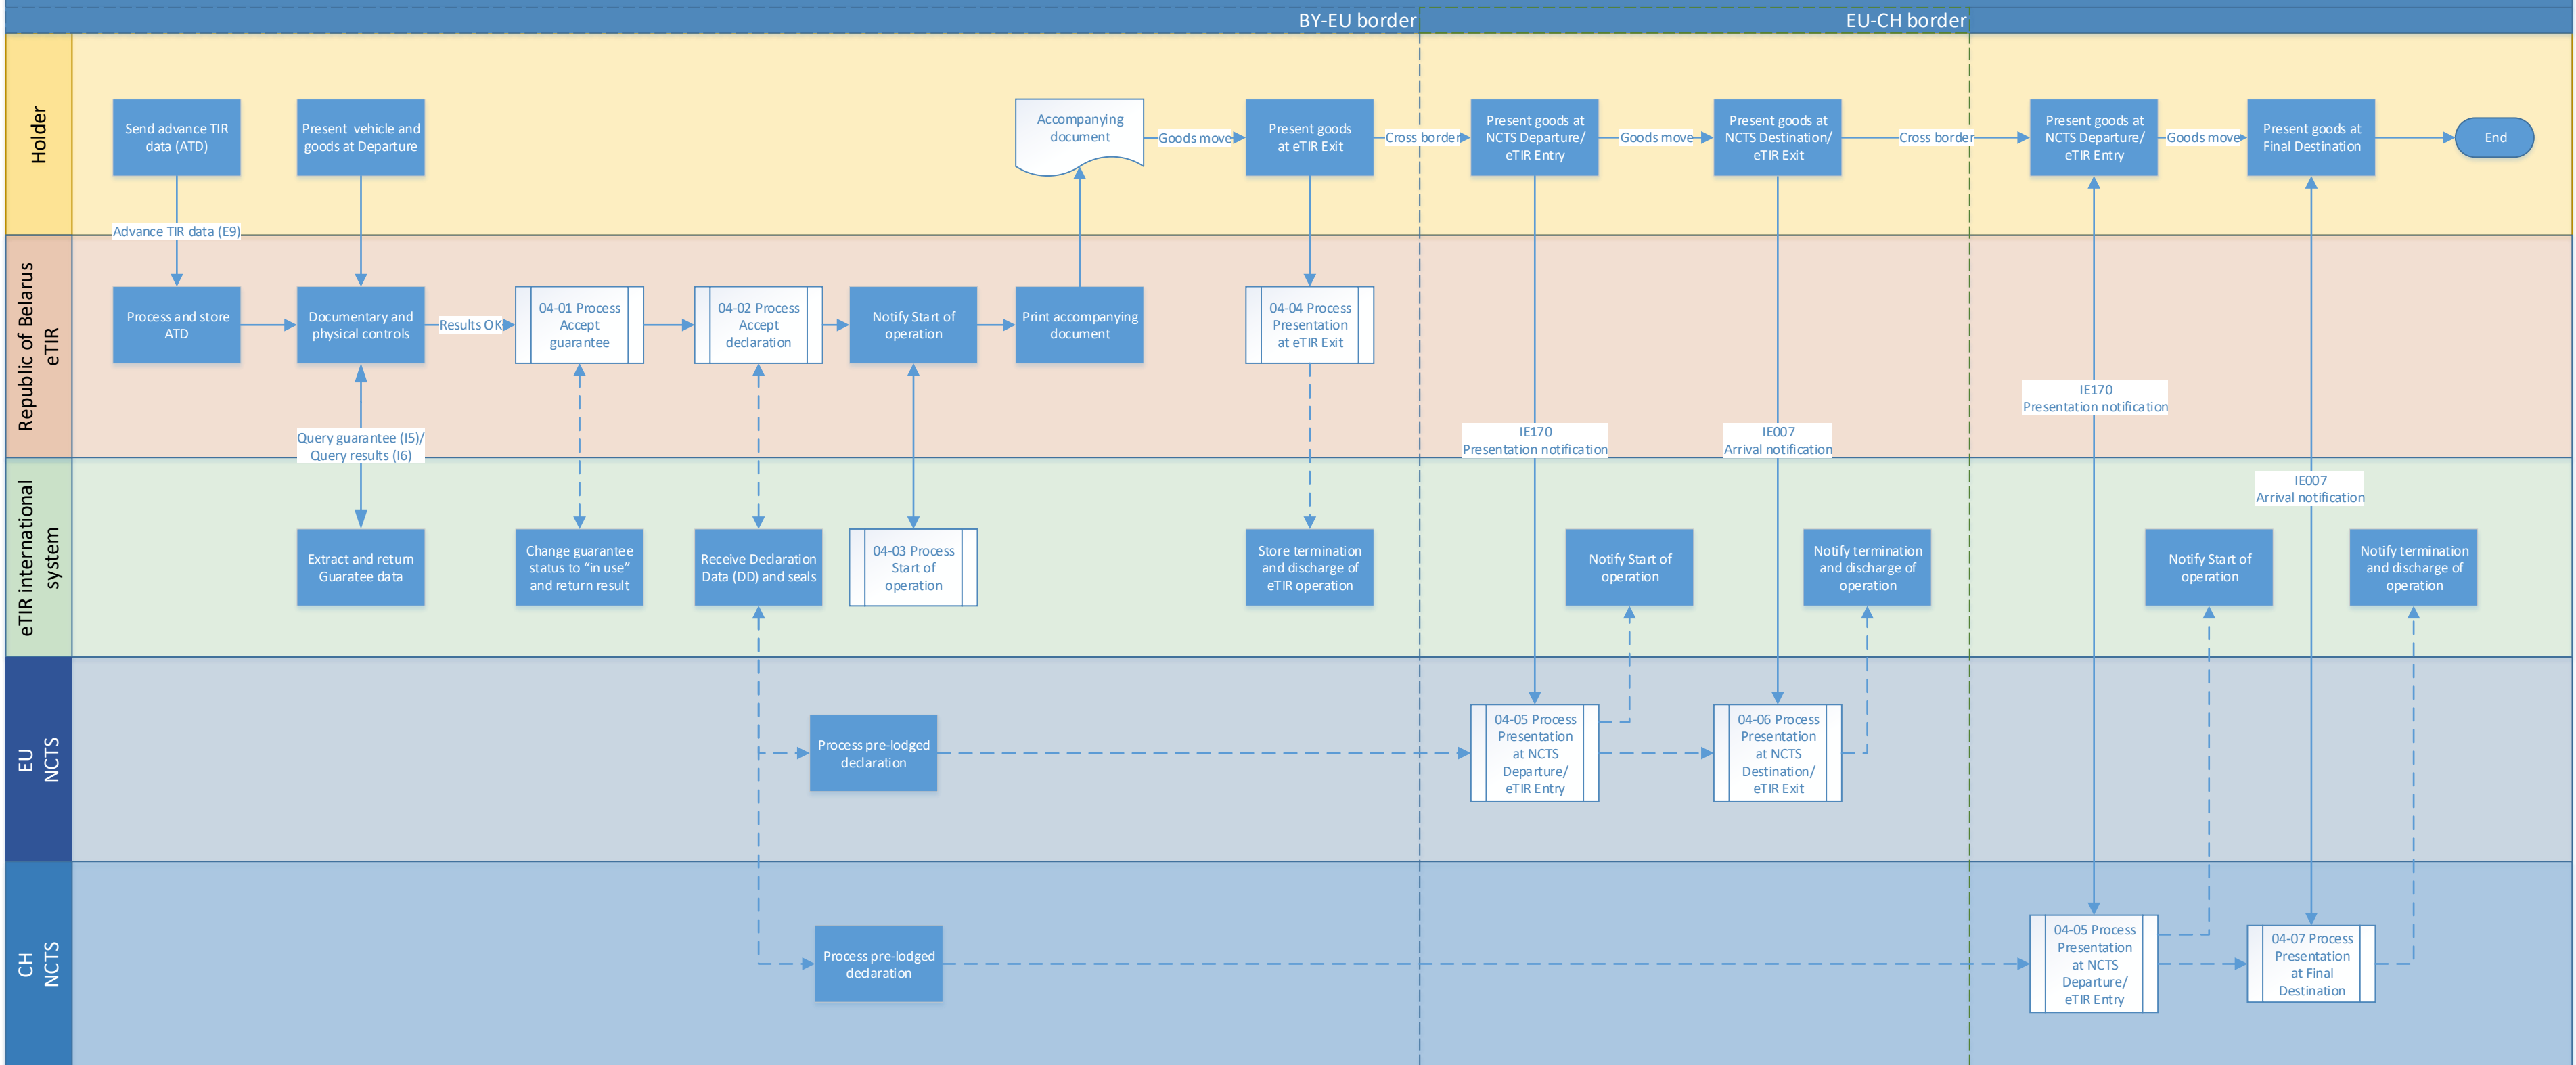 BY-EU border
EU-CH border
Holder
Send advance TIR
data (ATD)
Present  vehicle and
goods at Departure
Accompanying
document
Goods move
Present goods
at eTIR Exit
Cross border
Present goods at
NCTS Departure/
eTIR Entry
Goods move
Present goods at
NCTS Destination/
eTIR Exit
Cross border
Present goods at
NCTS Departure/
eTIR Entry
Goods move
Present goods at
Final Destination
End
Advance TIR data (E9)
Republic of Belarus
eTIR
Process and store
ATD
Documentary and
physical controls
Results OK
04-01 Process
Accept
guarantee
04-02 Process
Accept
declaration
Notify Start of
operation
Print accompanying
document
04-04 Process
Presentation
at eTIR Exit
Query guarantee (I5)/
Query results (I6)
IE170
Presentation notification
IE007
Arrival notification
IE170
Presentation notification
IE007
Arrival notification
eTIR international
system
Extract and return
Guaratee data
Change guarantee
status to “in use”
and return result
Receive Declaration
Data (DD) and seals
04-03 Process
Start of
operation
Store termination
and discharge of
eTIR operation
Notify Start of
operation
Notify termination
and discharge of
operation
Notify Start of
operation
Notify termination
and discharge of
operation
EU
NCTS
Process pre-lodged
declaration
04-05 Process
Presentation
at NCTS
Departure/
eTIR Entry
04-06 Process
Presentation
at NCTS
Destination/
eTIR Exit
CH
NCTS
Process pre-lodged
declaration
04-05 Process
Presentation
at NCTS
Departure/
eTIR Entry
04-07 Process
Presentation
at Final
Destination